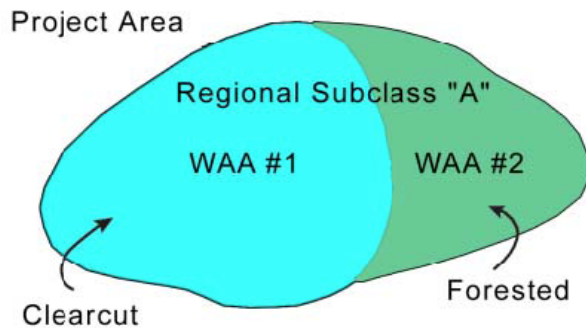 Project Area
Regional Subclass "A"
WAA #1
WAA #2
Clearcut
Forested